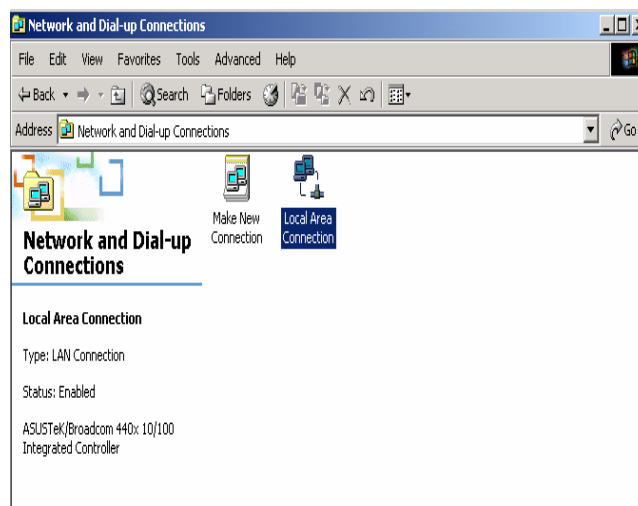 Network and Dial-up Connections
File Edit View Favorites Tools Advanced Help
Back Search Folders
Address Network and Dial-up Connections Go
Make New
Connection
Local Area
Connection
Network and Dial-up
Connections
Local Area Connection
Type: LAN Connection
Status: Enabled
ASUSTeK/Broadcom 440x 10/100
Integrated Controller